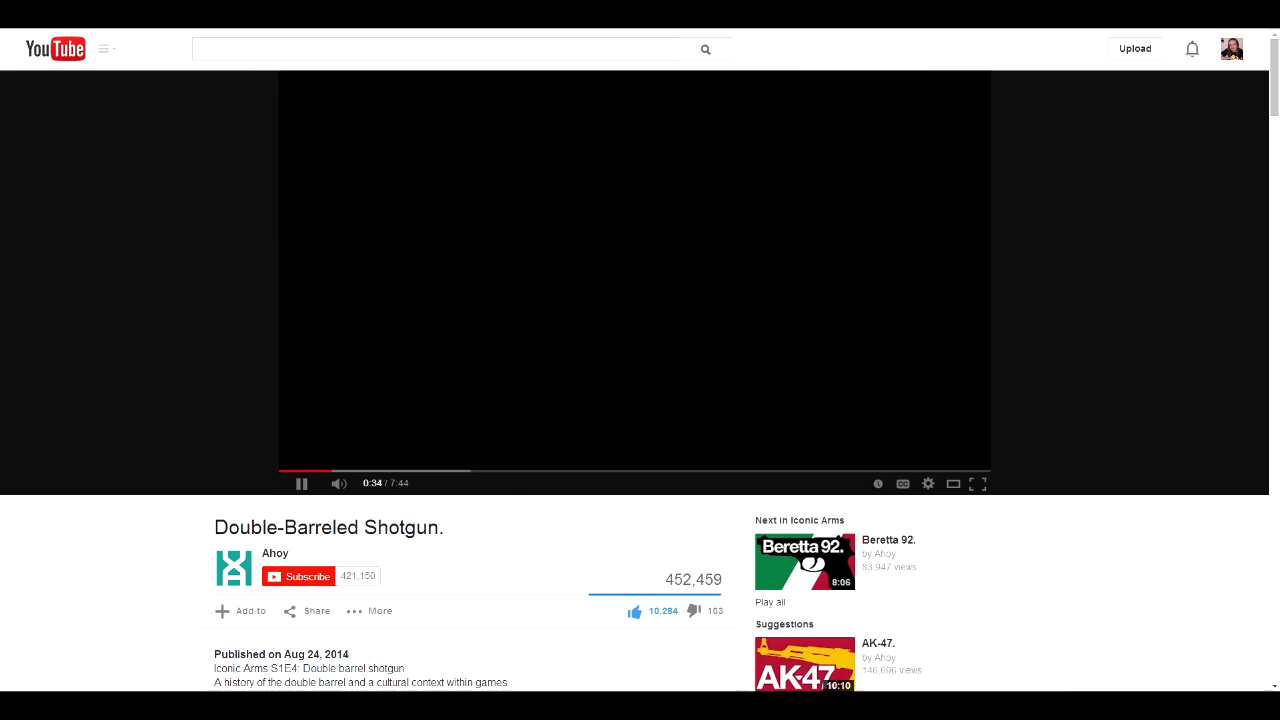 YouTube
Upload
0:34 / 7:44
CC
Double-Barreled Shotgun.
Ahoy
Subscribe 421,150
452,459
Add to Share More
10,284 103
Published on Aug 24, 2014
Iconic Arms S1E4: Double barrel shotgun
A history of the double barrel and a cultural context within games.
Next in Iconic Arms
Beretta 92.
8:06
Beretta 92.
by Ahoy
83,947 views
Play all
Suggestions
AK-47
10:10
AK-47.
by Ahoy
146,696 views